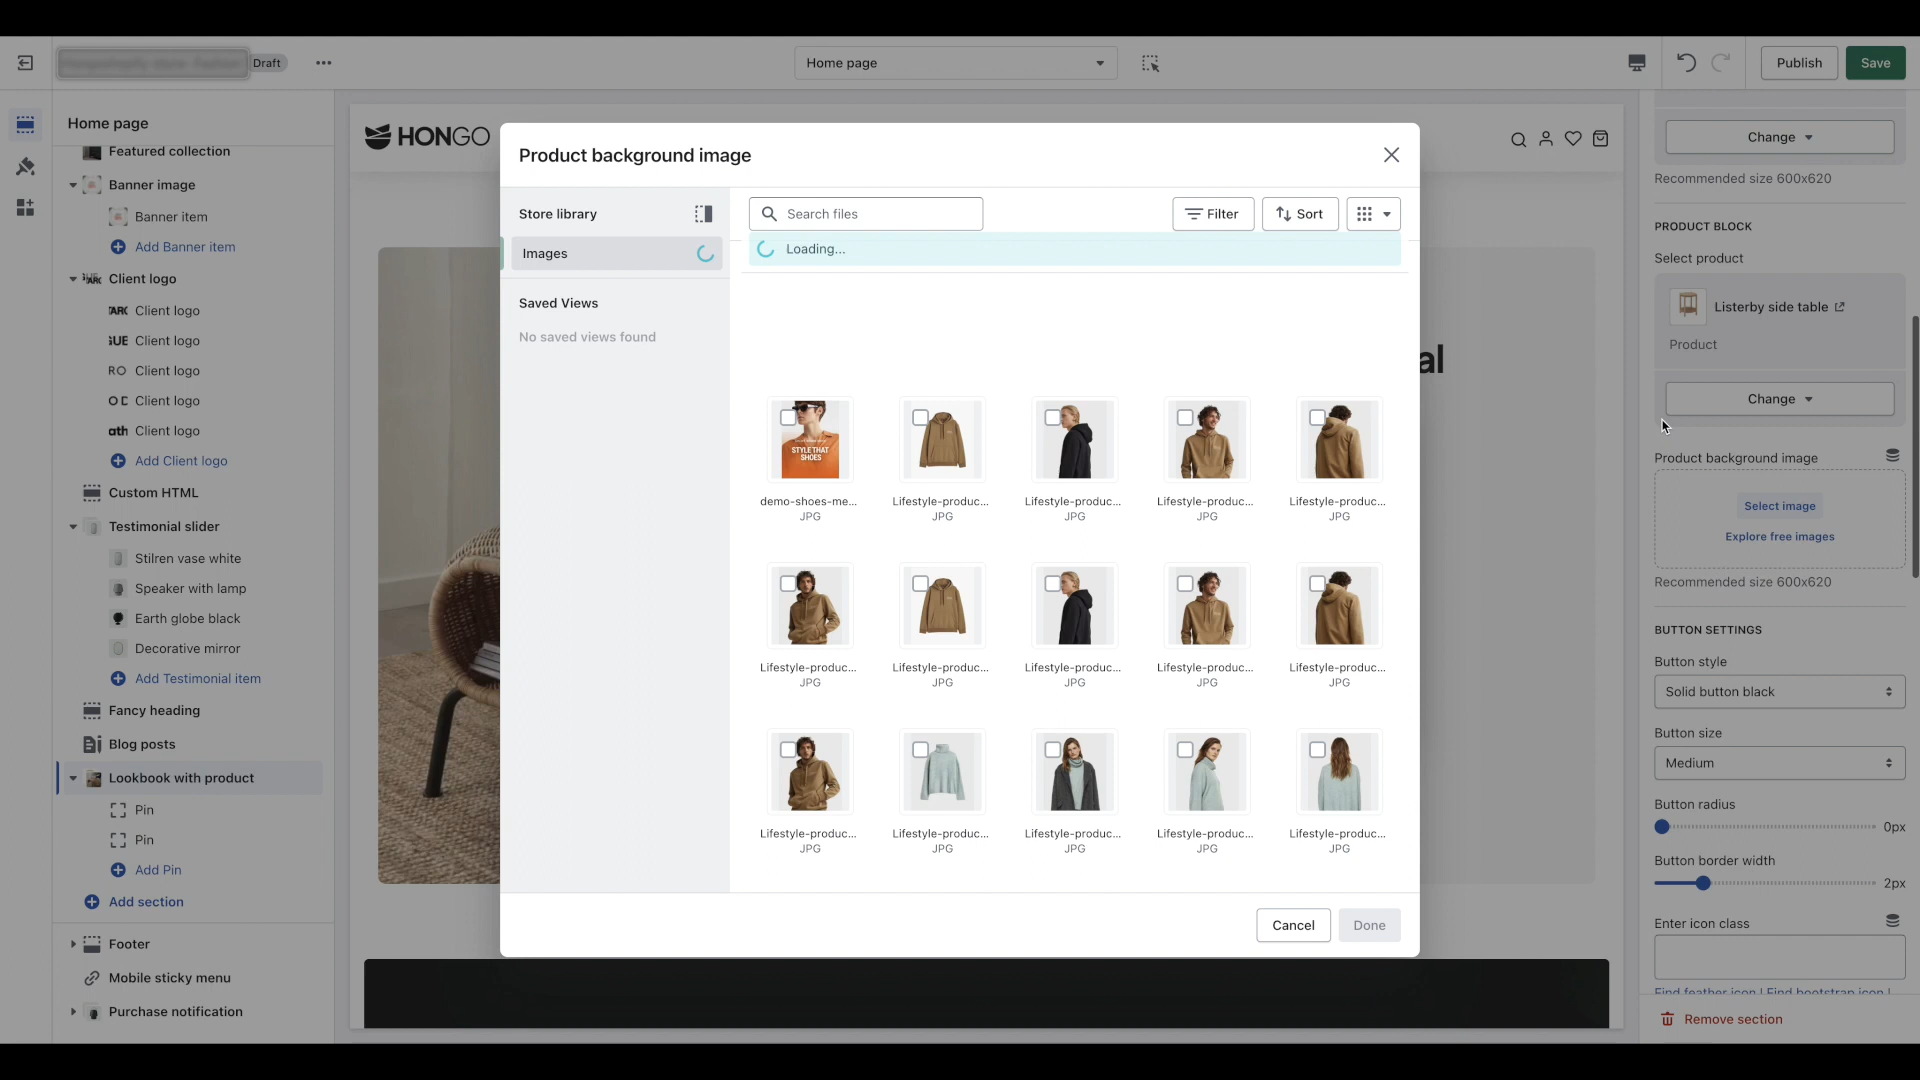 Draft
Home page
Publish
Save
Home page
Featured collection
Banner image
Banner item
Add Banner item
Client logo
Client logo
Client logo
Client logo
Client logo
Client logo
Add Client logo
Custom HTML
Testimonial slider
Stilren vase white
Speaker with lamp
Earth globe black
Decorative mirror
Add Testimonial item
Fancy heading
Blog posts
Lookbook with product
Pin
Pin
Add Pin
Add section
Footer
Mobile sticky menu
Purchase notification
HONGO
al
Product background image
Store library
Images
Saved Views
No saved views found
Search files
Filter
Sort
Loading...
STYLE THAT
SHOES
demo-shoes-me...
JPG
Lifestyle-produc...
JPG
Lifestyle-produc...
JPG
Lifestyle-produc...
JPG
Lifestyle-produc...
JPG
Lifestyle-produc...
JPG
Lifestyle-produc...
JPG
Lifestyle-produc...
JPG
Lifestyle-produc...
JPG
Lifestyle-produc...
JPG
Lifestyle-produc...
JPG
Lifestyle-produc...
JPG
Lifestyle-produc...
JPG
Lifestyle-produc...
JPG
Lifestyle-produc...
JPG
Cancel
Done
Change
Recommended size 600x620
PRODUCT BLOCK
Select product
Listerby side table
Product
Change
Product background image
Select image
Explore free images
Recommended size 600x620
BUTTON SETTINGS
Button style
Solid button black
Button size
Medium
Button radius
0px
Button border width
2px
Enter icon class
Find feather icon | Find bootstrap icon |
Remove section